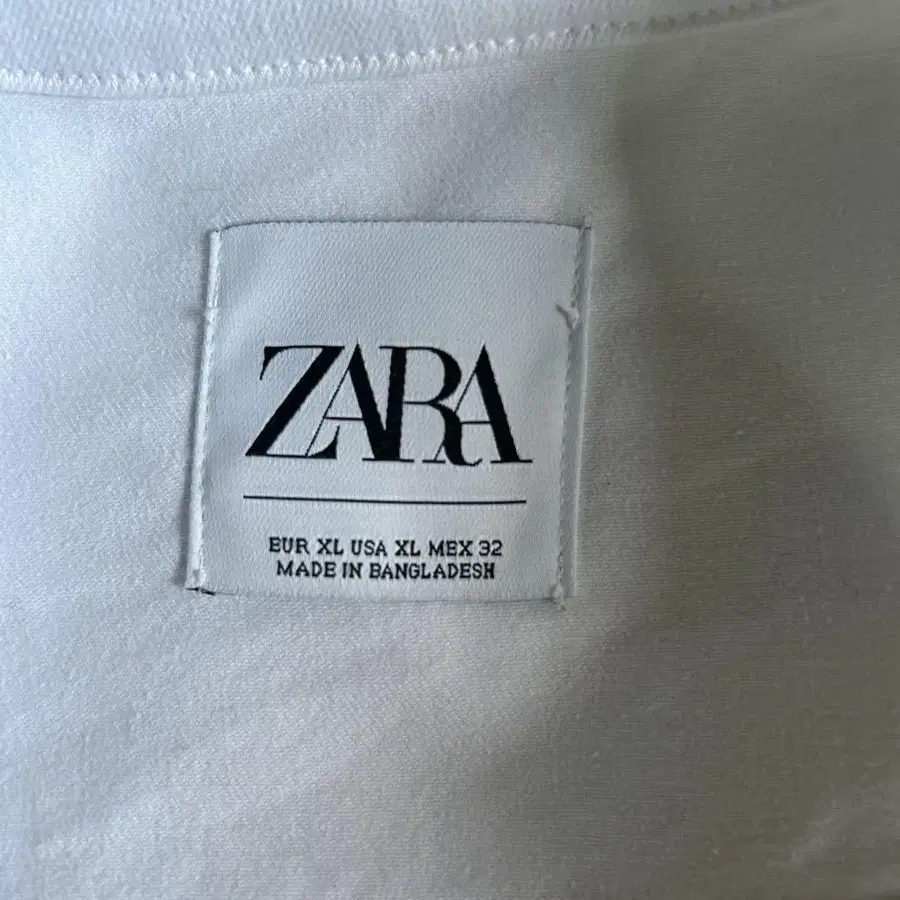 ZARA
EUR XL USA XL MEX 32
MADE IN BANGLADESH